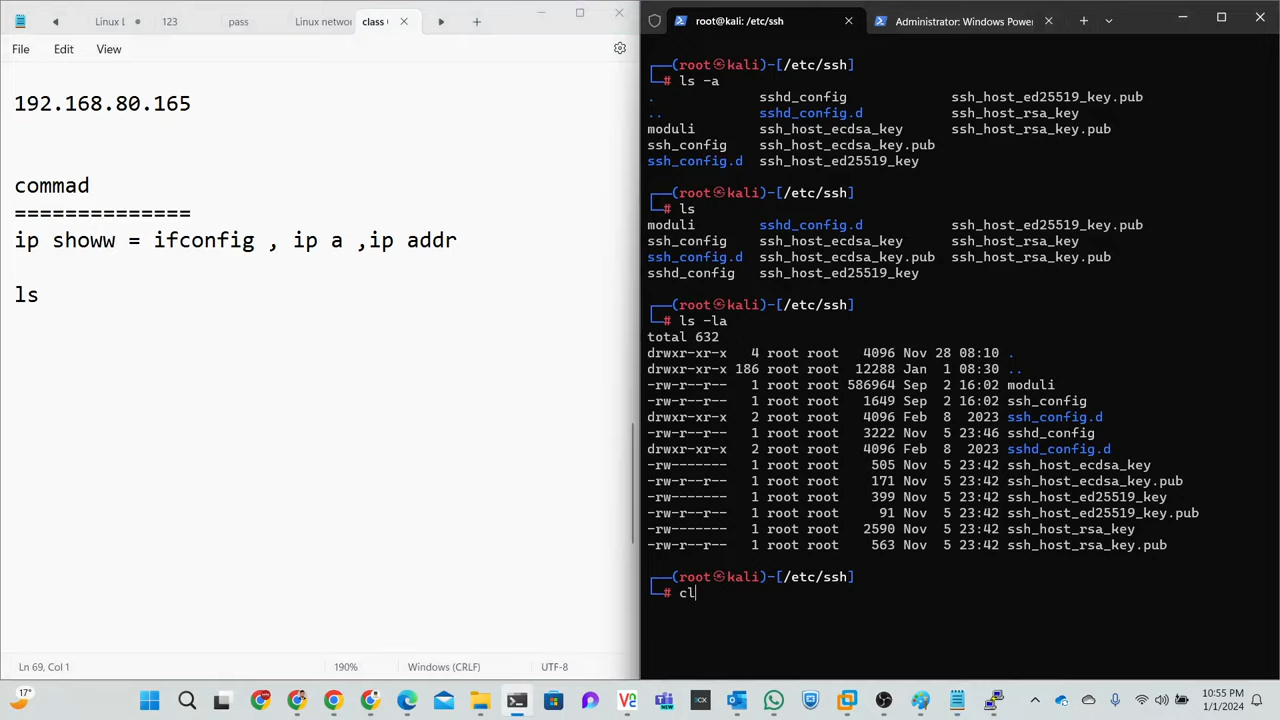 Linux L
123
pass
Linux networ
class
File
Edit
View
192.168.80.165
commad
==============
ip showw = ifconfig , ip a ,ip addr
ls
Ln 69, Col 1
190%
Windows (CRLF)
UTF-8
root@kali: /etc/ssh
Administrator: Windows Power
(root㉿kali)-[/etc/ssh]
# ls -a
. sshd_config ssh_host_ed25519_key.pub
.. sshd_config.d ssh_host_rsa_key
moduli ssh_host_ecdsa_key ssh_host_rsa_key.pub
ssh_config ssh_host_ecdsa_key.pub
ssh_config.d ssh_host_ed25519_key
(root㉿kali)-[/etc/ssh]
# ls
moduli sshd_config.d ssh_host_ed25519_key.pub
ssh_config ssh_host_ecdsa_key ssh_host_rsa_key
ssh_config.d ssh_host_ecdsa_key.pub ssh_host_rsa_key.pub
sshd_config ssh_host_ed25519_key
(root㉿kali)-[/etc/ssh]
# ls -la
total 632
drwxr-xr-x 4 root root 4096 Nov 28 08:10 .
drwxr-xr-x 186 root root 12288 Jan 1 08:30 ..
-rw-r--r-- 1 root root 586964 Sep 2 16:02 moduli
-rw-r--r-- 1 root root 1649 Sep 2 16:02 ssh_config
drwxr-xr-x 2 root root 4096 Feb 8 2023 ssh_config.d
-rw-r--r-- 1 root root 3222 Nov 5 23:46 sshd_config
drwxr-xr-x 2 root root 4096 Feb 8 2023 sshd_config.d
-rw------- 1 root root 505 Nov 5 23:42 ssh_host_ecdsa_key
-rw-r--r-- 1 root root 171 Nov 5 23:42 ssh_host_ecdsa_key.pub
-rw------- 1 root root 399 Nov 5 23:42 ssh_host_ed25519_key
-rw-r--r-- 1 root root 91 Nov 5 23:42 ssh_host_ed25519_key.pub
-rw------- 1 root root 2590 Nov 5 23:42 ssh_host_rsa_key
-rw-r--r-- 1 root root 563 Nov 5 23:42 ssh_host_rsa_key.pub
(root㉿kali)-[/etc/ssh]
# cl
17°
NEW
10:55 PM
1/1/2024